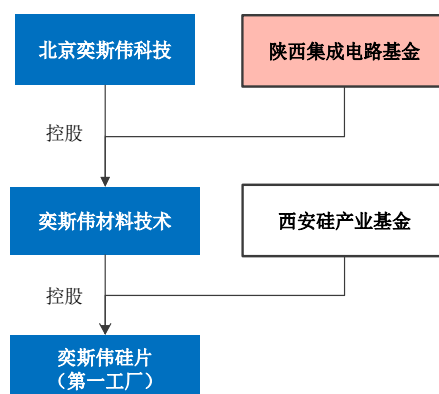 北京奕斯伟科技
陕西集成电路基金
控股
奕斯伟材料技术
西安硅产业基金
控股
奕斯伟硅片
（第一工厂）